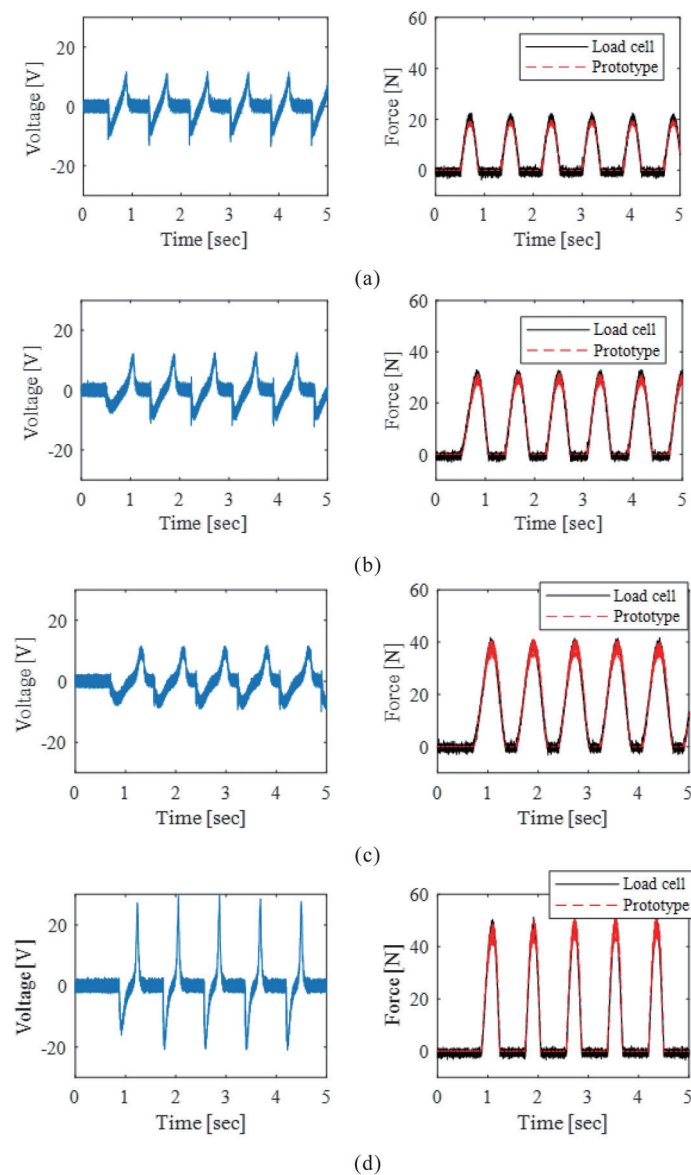 Voltage [V]
20
0
-20
0 1 2 3 4 5
Time [sec]
Force [N]
60
40
20
0
0 1 2 3 4 5
Time [sec]
Load cell
Prototype
(a)
Voltage [V]
20
0
-20
0 1 2 3 4 5
Time [sec]
Force [N]
60
40
20
0
0 1 2 3 4 5
Time [sec]
Load cell
Prototype
(b)
Voltage [V]
20
0
-20
0 1 2 3 4 5
Time [sec]
Force [N]
60
40
20
0
0 1 2 3 4 5
Time [sec]
Load cell
Prototype
(c)
Voltage [V]
20
0
-20
0 1 2 3 4 5
Time [sec]
Force [N]
60
40
20
0
0 1 2 3 4 5
Time [sec]
Load cell
Prototype
(d)